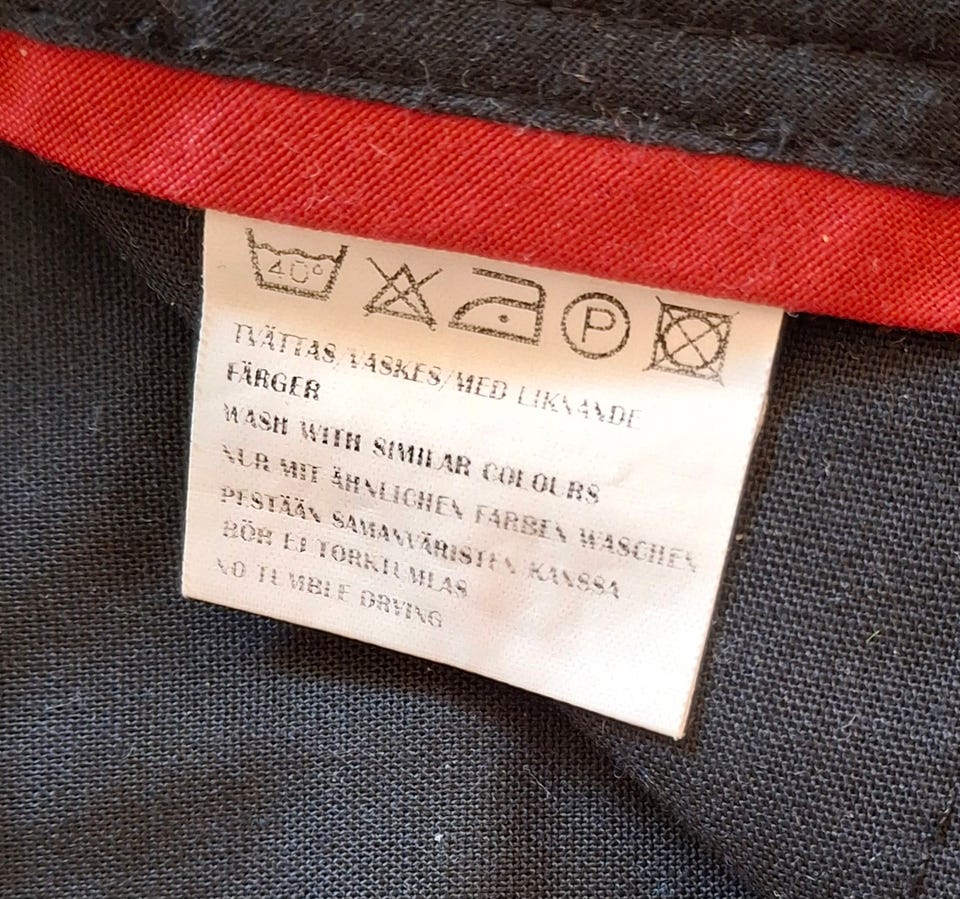 40°
P
TVÄTTAS/VASKES/MED LIKNANDE
FÄRGER
WASH WITH SIMILAR COLOURS
NUR MIT ÄHNLICHEN FARBEN WASCHEN
PESTÄÄN SAMANVÄRISTEN KANSSA
BÖR EJ TORKTUMLAS
NO TUMBLE DRYING